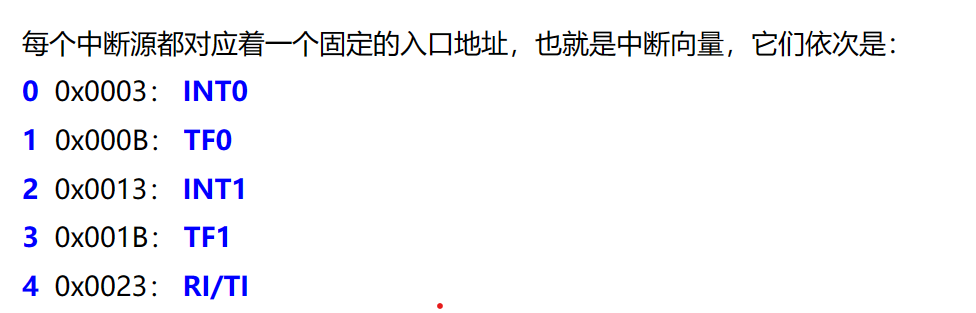 每个中断源都对应着一个固定的入口地址，也就是中断向量，它们依次是：
0 0x0003： INT0
1 0x000B： TF0
2 0x0013： INT1
3 0x001B： TF1
4 0x0023： RI/TI